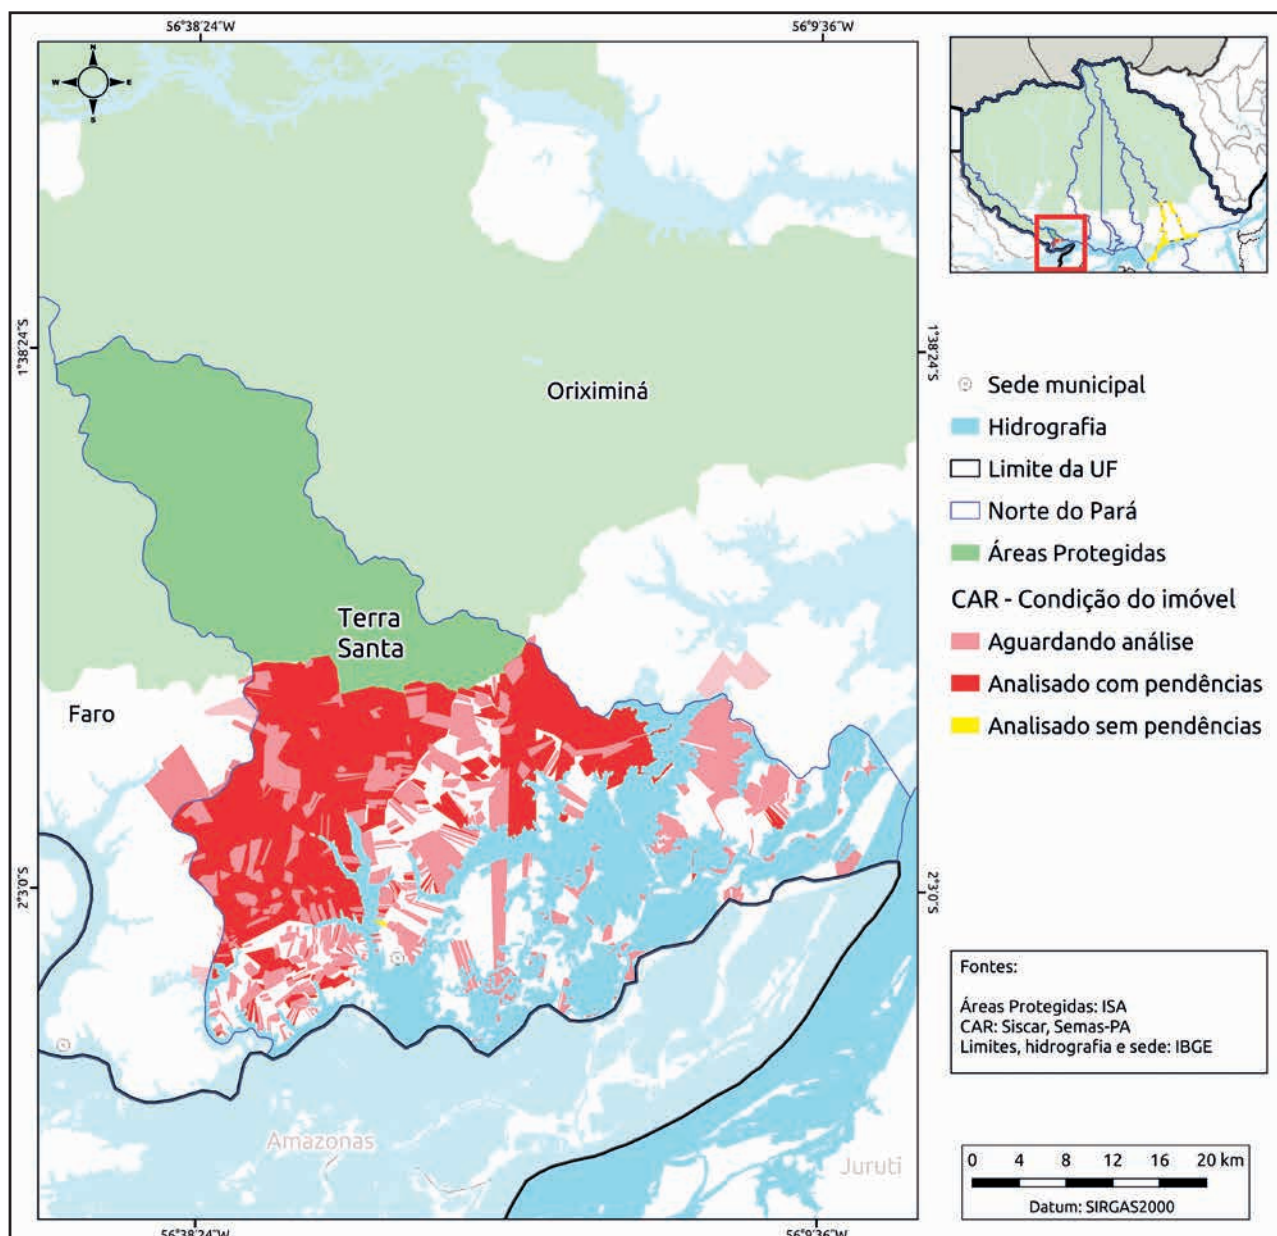 56°38'24"W
56°9'36"W
N
W
E
S
1°38'24"S
1°38'24"S
Oriximiná
Terra
Santa
Faro
2°3'0"S
2°3'0"S
Amazonas
Juruti
56°38'24"W
56°9'36"W
Sede municipal
Hidrografia
Limite da UF
Norte do Pará
Áreas Protegidas
CAR - Condição do imóvel
Aguardando análise
Analisado com pendências
Analisado sem pendências
Fontes:
Áreas Protegidas: ISA
CAR: Siscar, Semas-PA
Limites, hidrografia e sede: IBGE
0 4 8 12 16 20 km
Datum: SIRGAS2000